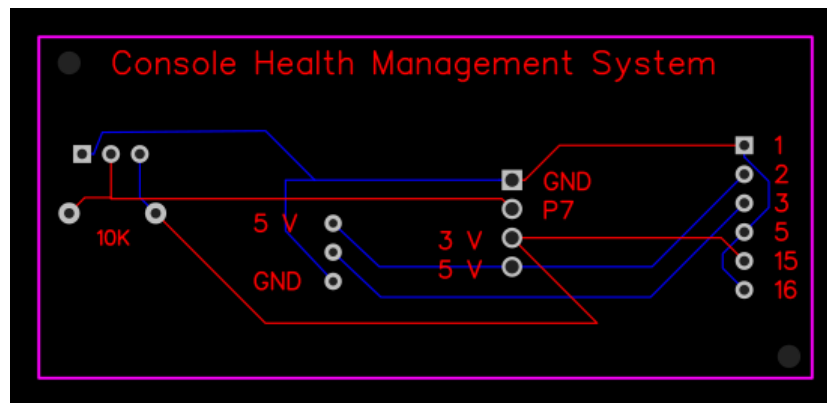 Console Health Management System
1
GND
2
P7
3
5 V
10K
3 V
5
5 V
15
GND
16